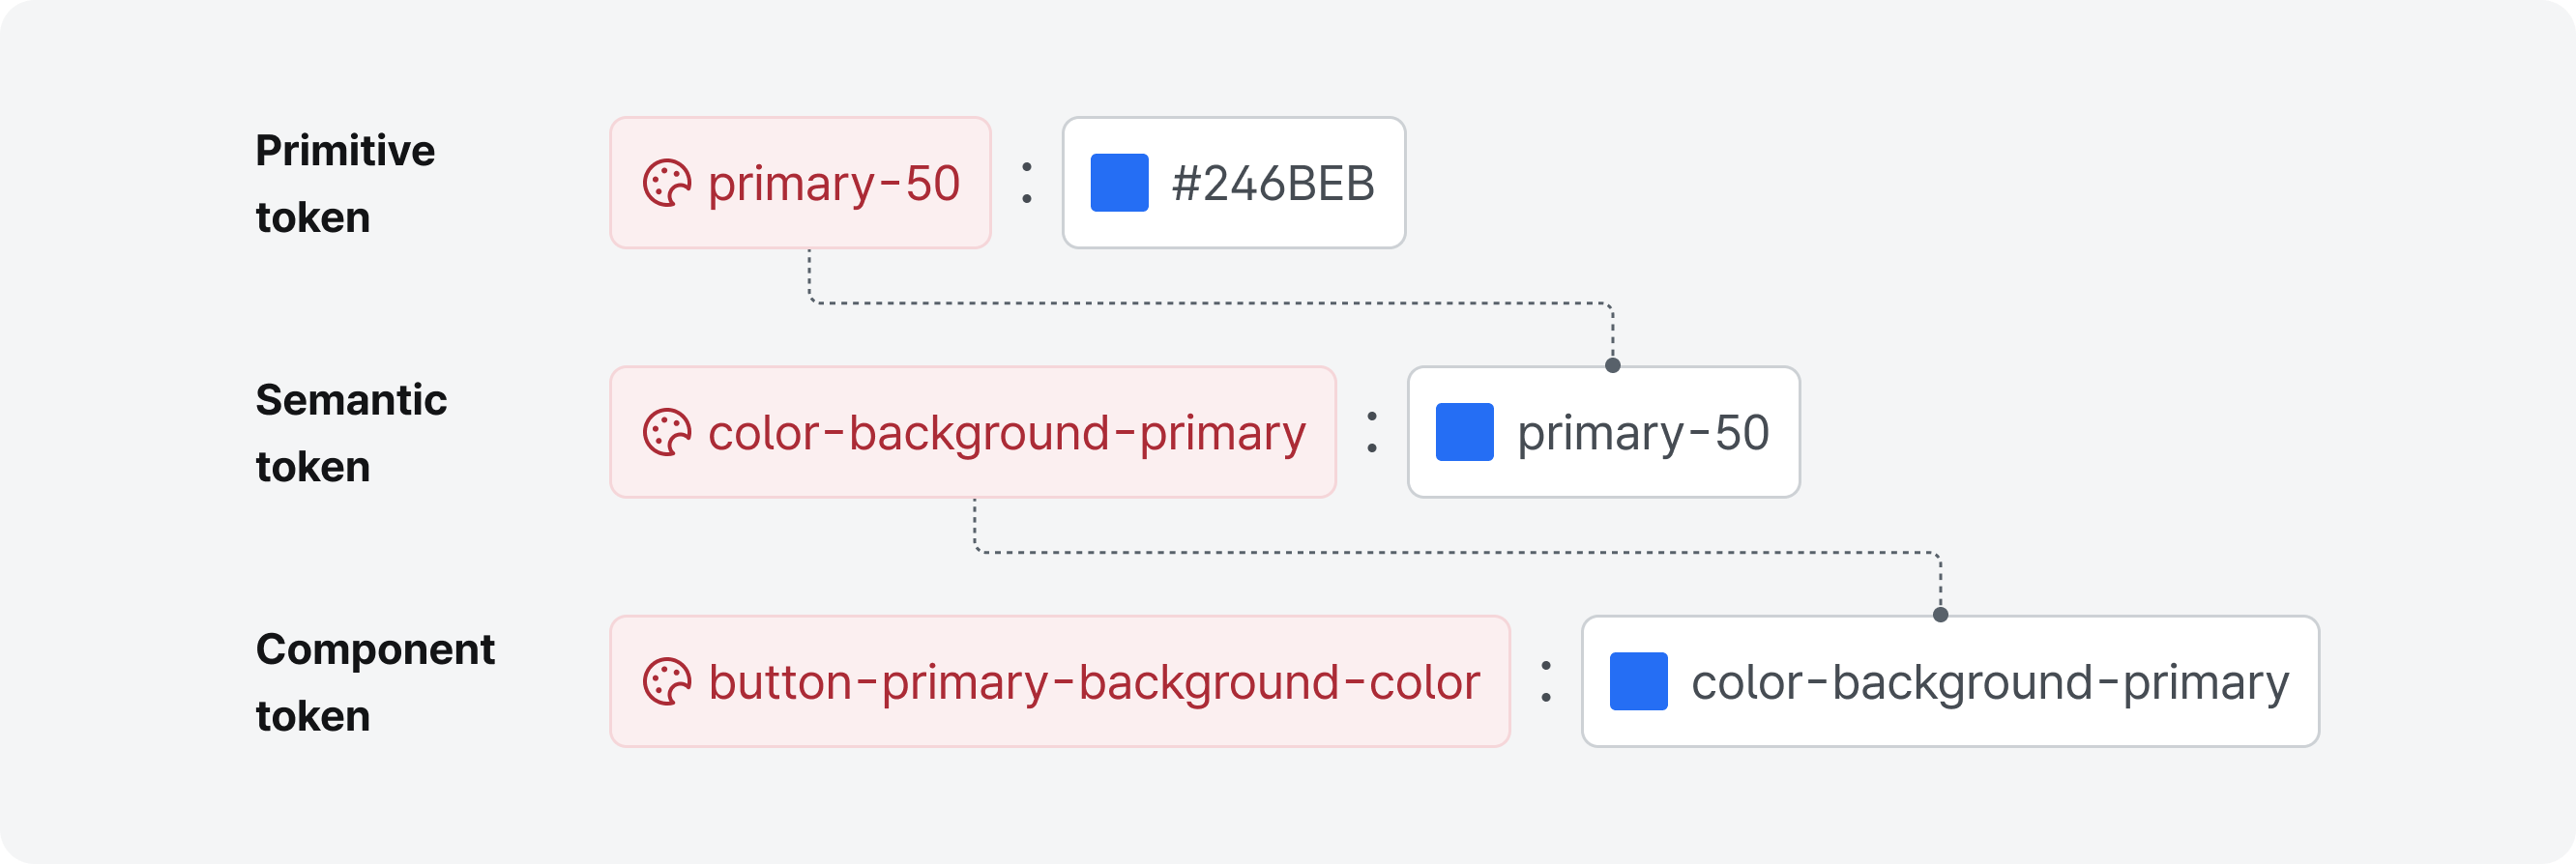 Primitive
token
primary-50 : #246BEB
Semantic
token
color-background-primary : primary-50
Component
token
button-primary-background-color : color-background-primary